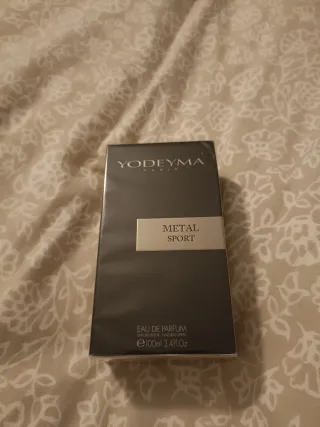 YODEYMA
PARIS
METAL
SPORT
EAU DE PARFUM
℮100ml 3.4Fl.Oz